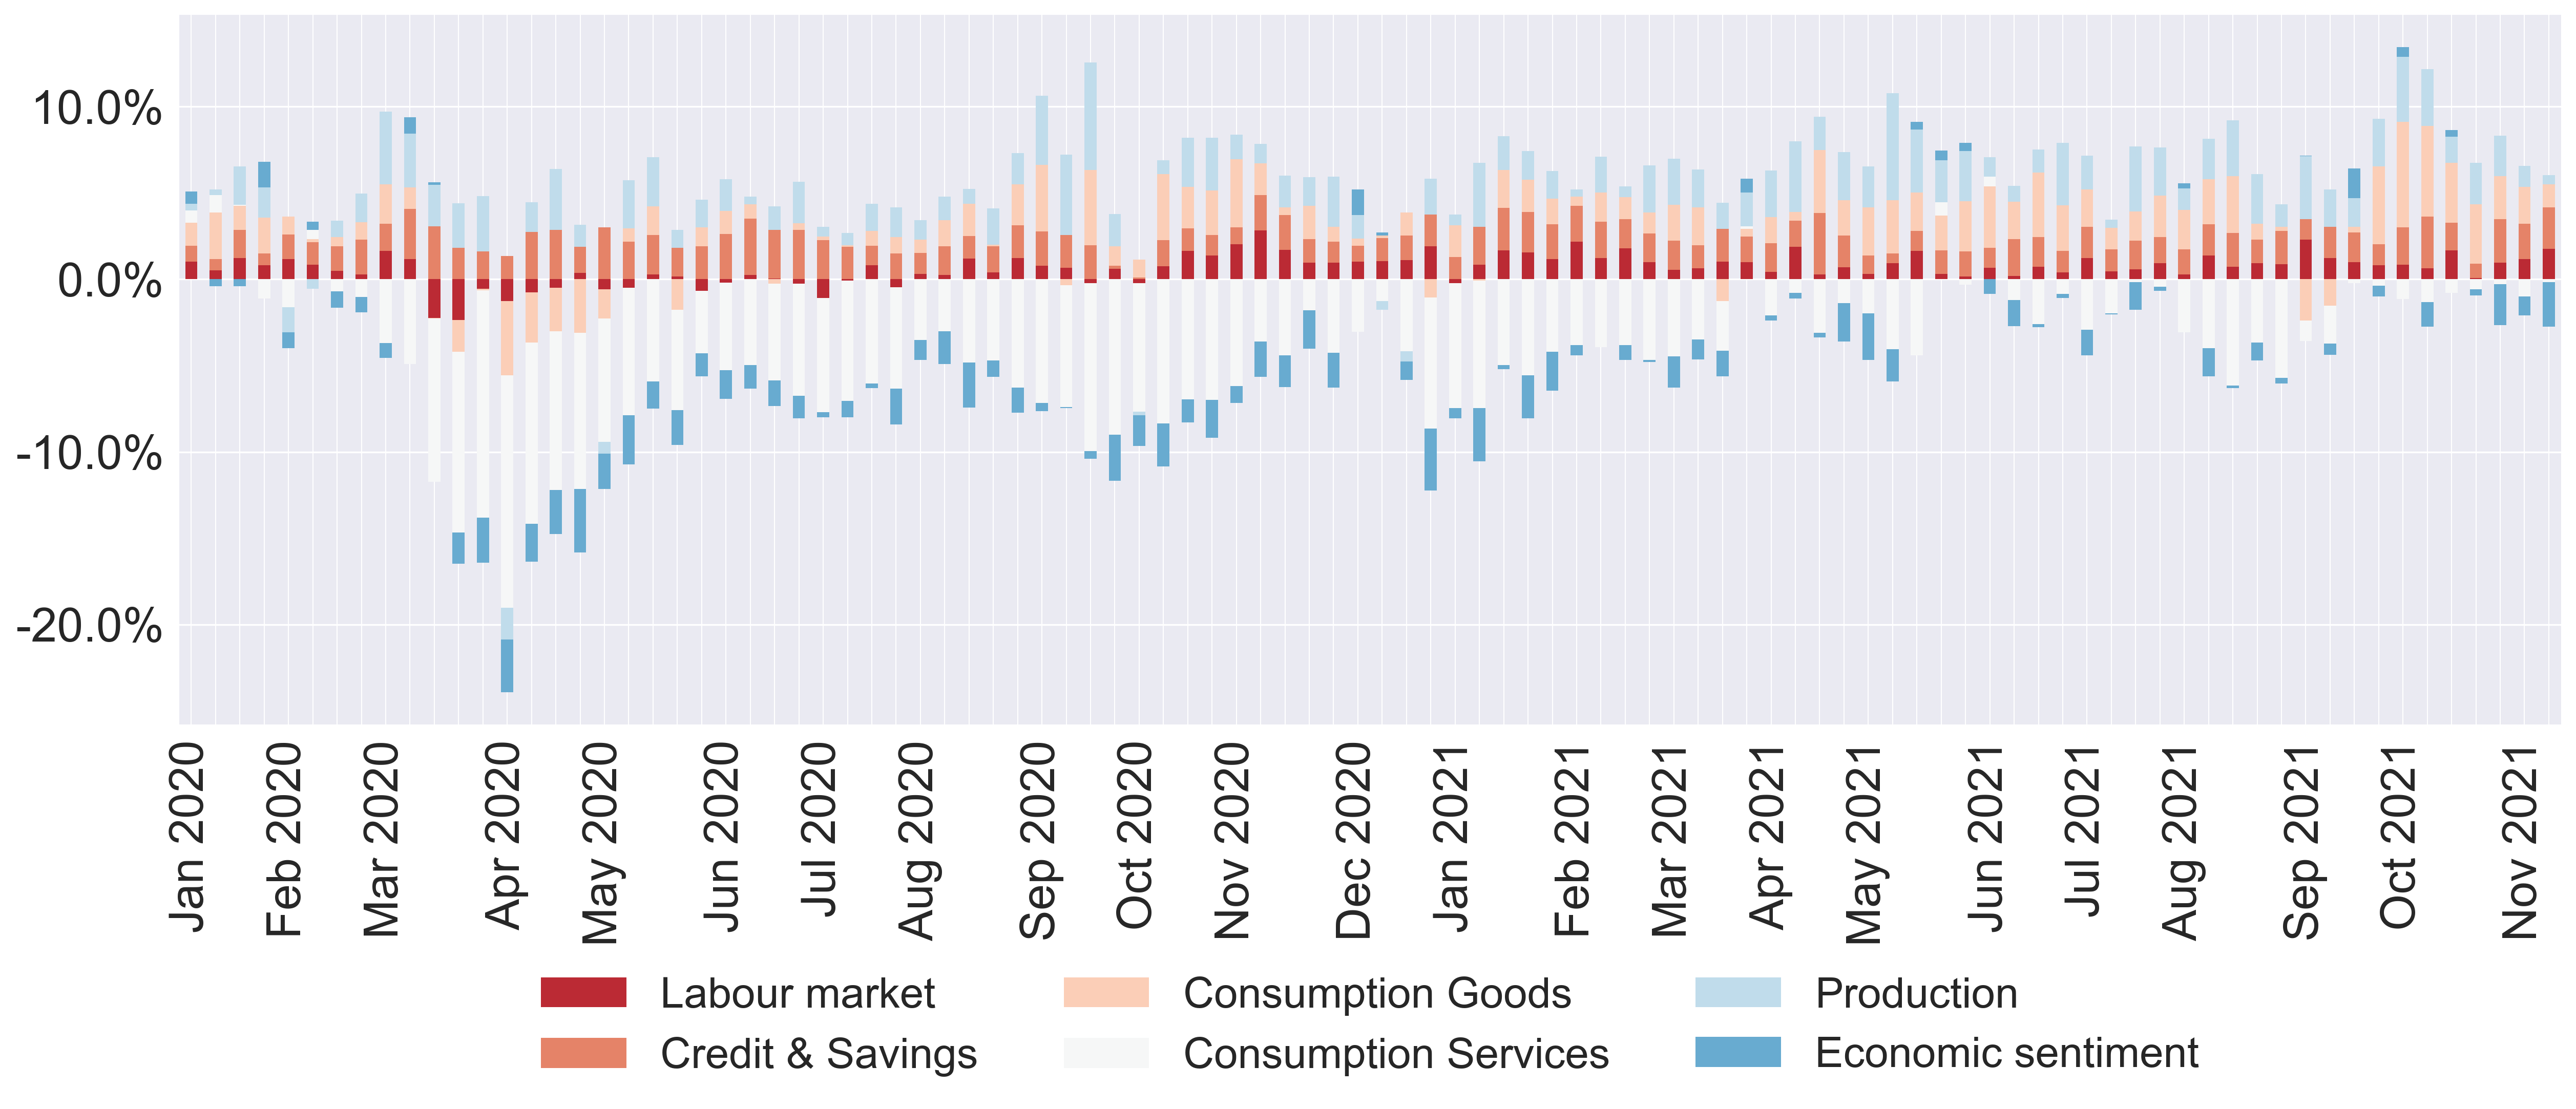 10.0%
0.0%
-10.0%
-20.0%
Jan 2020
Feb 2020
Mar 2020
Apr 2020
May 2020
Jun 2020
Jul 2020
Aug 2020
Sep 2020
Oct 2020
Nov 2020
Dec 2020
Jan 2021
Feb 2021
Mar 2021
Apr 2021
May 2021
Jun 2021
Jul 2021
Aug 2021
Sep 2021
Oct 2021
Nov 2021
Labour market
Credit & Savings
Consumption Goods
Consumption Services
Production
Economic sentiment